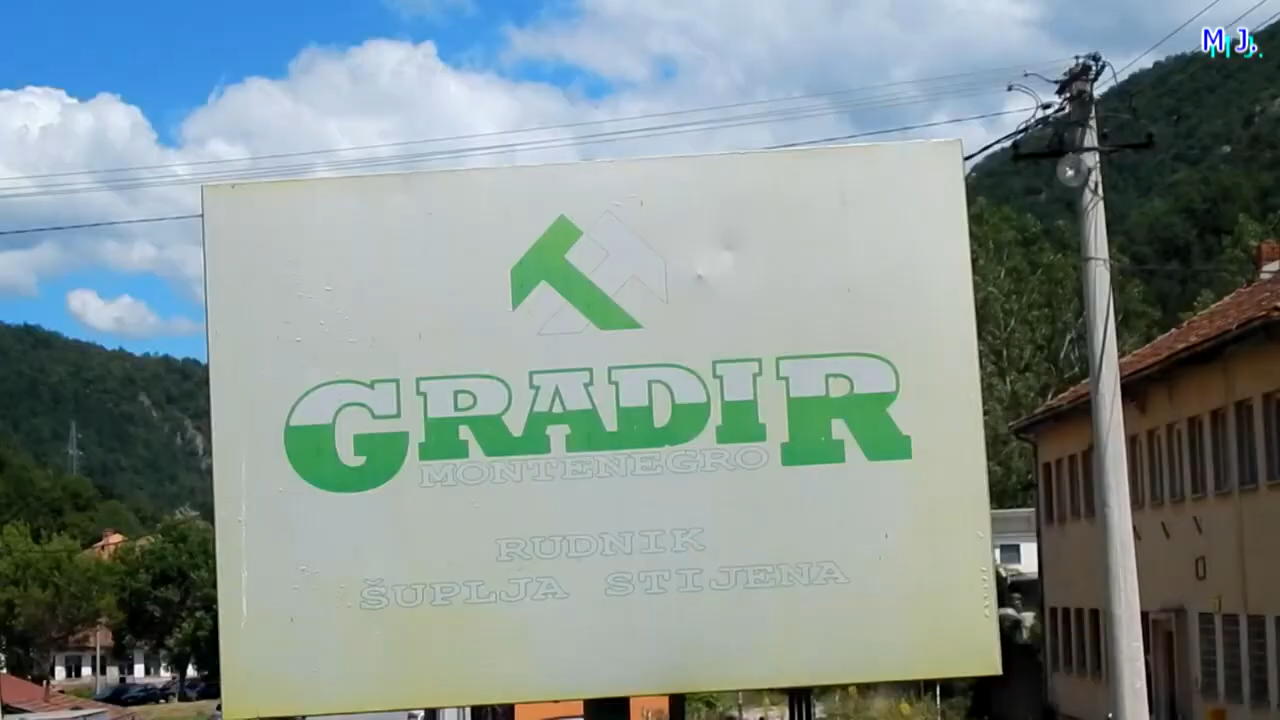 M J.
GRADIR
MONTENEGRO
RUDNIK
ŠUPLJA STIJENA